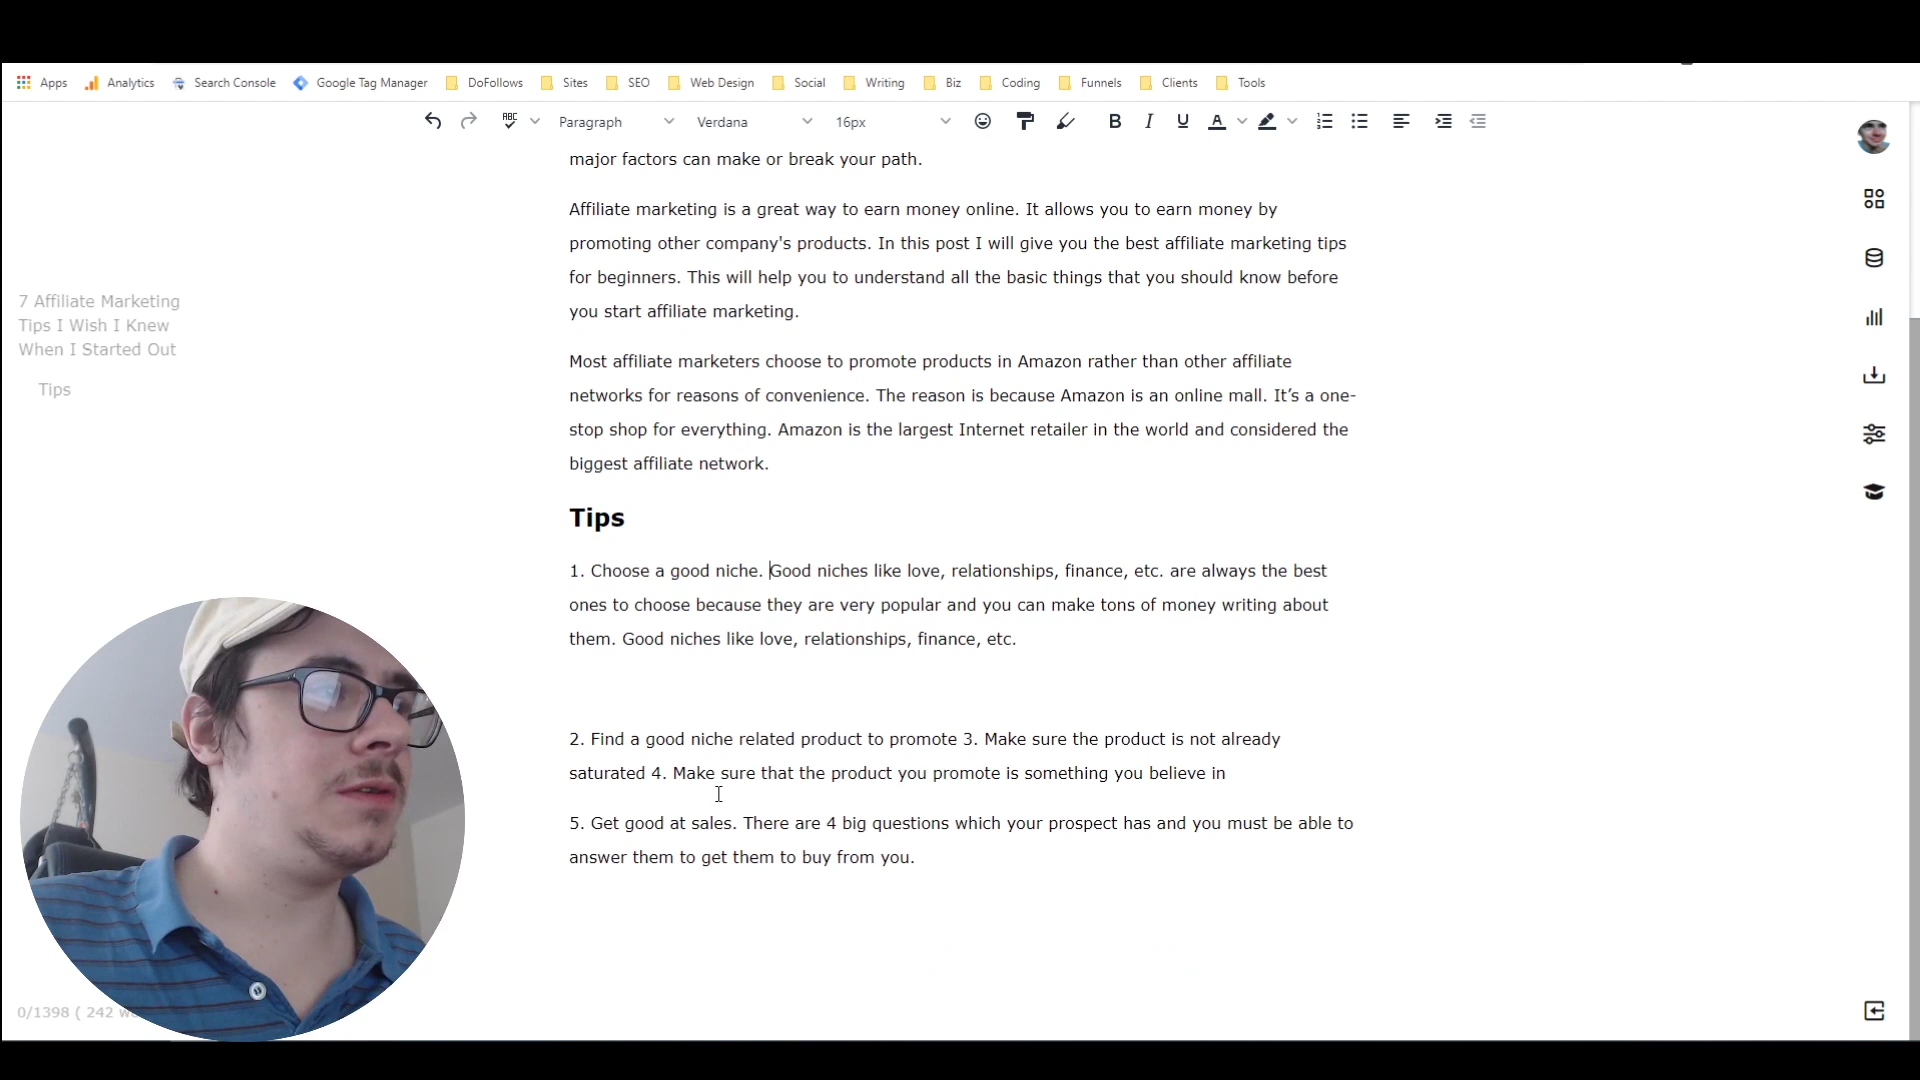 Apps Analytics Search Console Google Tag Manager DoFollows Sites SEO Web Design Social Writing Biz Coding Funnels Clients Tools
ABC Paragraph Verdana 16px B I U A
major factors can make or break your path.
Affiliate marketing is a great way to earn money online. It allows you to earn money by
promoting other company's products. In this post I will give you the best affiliate marketing tips
for beginners. This will help you to understand all the basic things that you should know before
you start affiliate marketing.
7 Affiliate Marketing
Tips I Wish I Knew
When I Started Out
Tips
Most affiliate marketers choose to promote products in Amazon rather than other affiliate
networks for reasons of convenience. The reason is because Amazon is an online mall. It’s a one-
stop shop for everything. Amazon is the largest Internet retailer in the world and considered the
biggest affiliate network.
Tips
1. Choose a good niche. Good niches like love, relationships, finance, etc. are always the best
ones to choose because they are very popular and you can make tons of money writing about
them. Good niches like love, relationships, finance, etc.
2. Find a good niche related product to promote 3. Make sure the product is not already
saturated 4. Make sure that the product you promote is something you believe in
5. Get good at sales. There are 4 big questions which your prospect has and you must be able to
answer them to get them to buy from you.
0/1398 ( 242